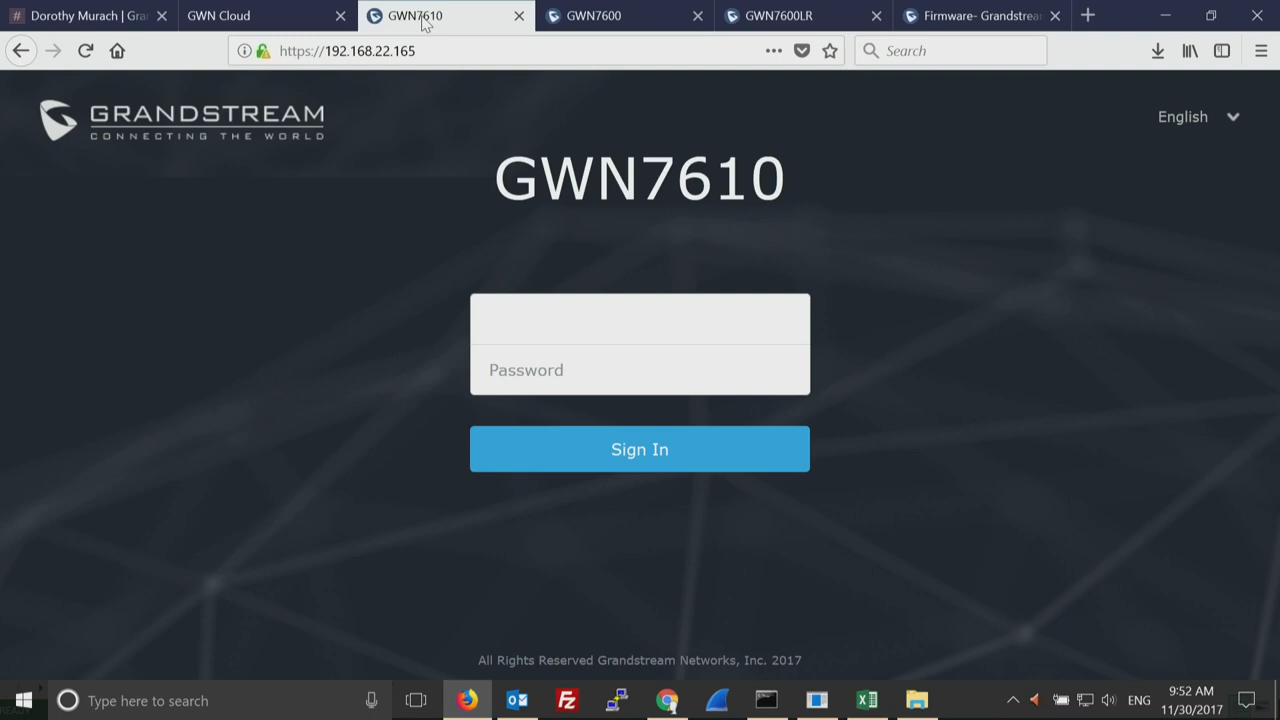 Dorothy Murach | Gra
GWN Cloud
GWN7610
GWN7600
GWN7600LR
Firmware- Grandstrea
https://192.168.22.165
Search
GRANDSTREAM
CONNECTING THE WORLD
English
GWN7610
Password
Sign In
All Rights Reserved Grandstream Networks, Inc. 2017
Type here to search
ENG
9:52 AM
11/30/2017